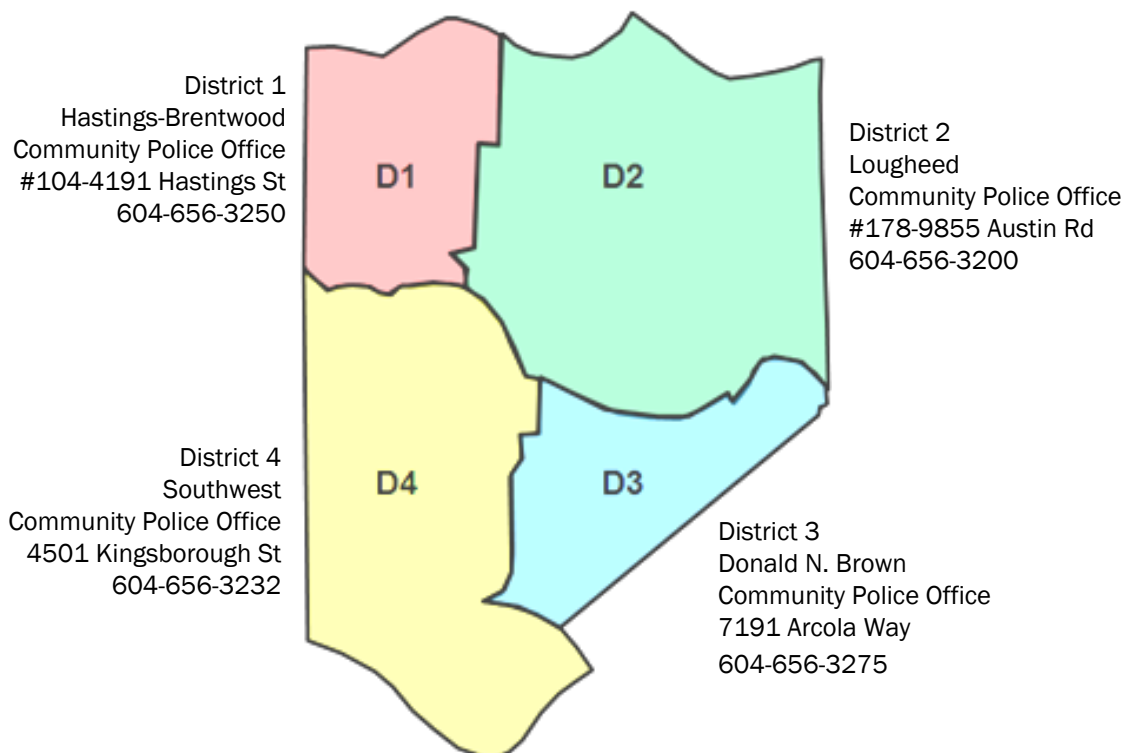 District 1
Hastings-Brentwood
Community Police Office
#104-4191 Hastings St
604-656-3250
D1
D2
District 2
Lougheed
Community Police Office
#178-9855 Austin Rd
604-656-3200
District 4
Southwest
Community Police Office
4501 Kingsborough St
604-656-3232
D4
D3
District 3
Donald N. Brown
Community Police Office
7191 Arcola Way
604-656-3275